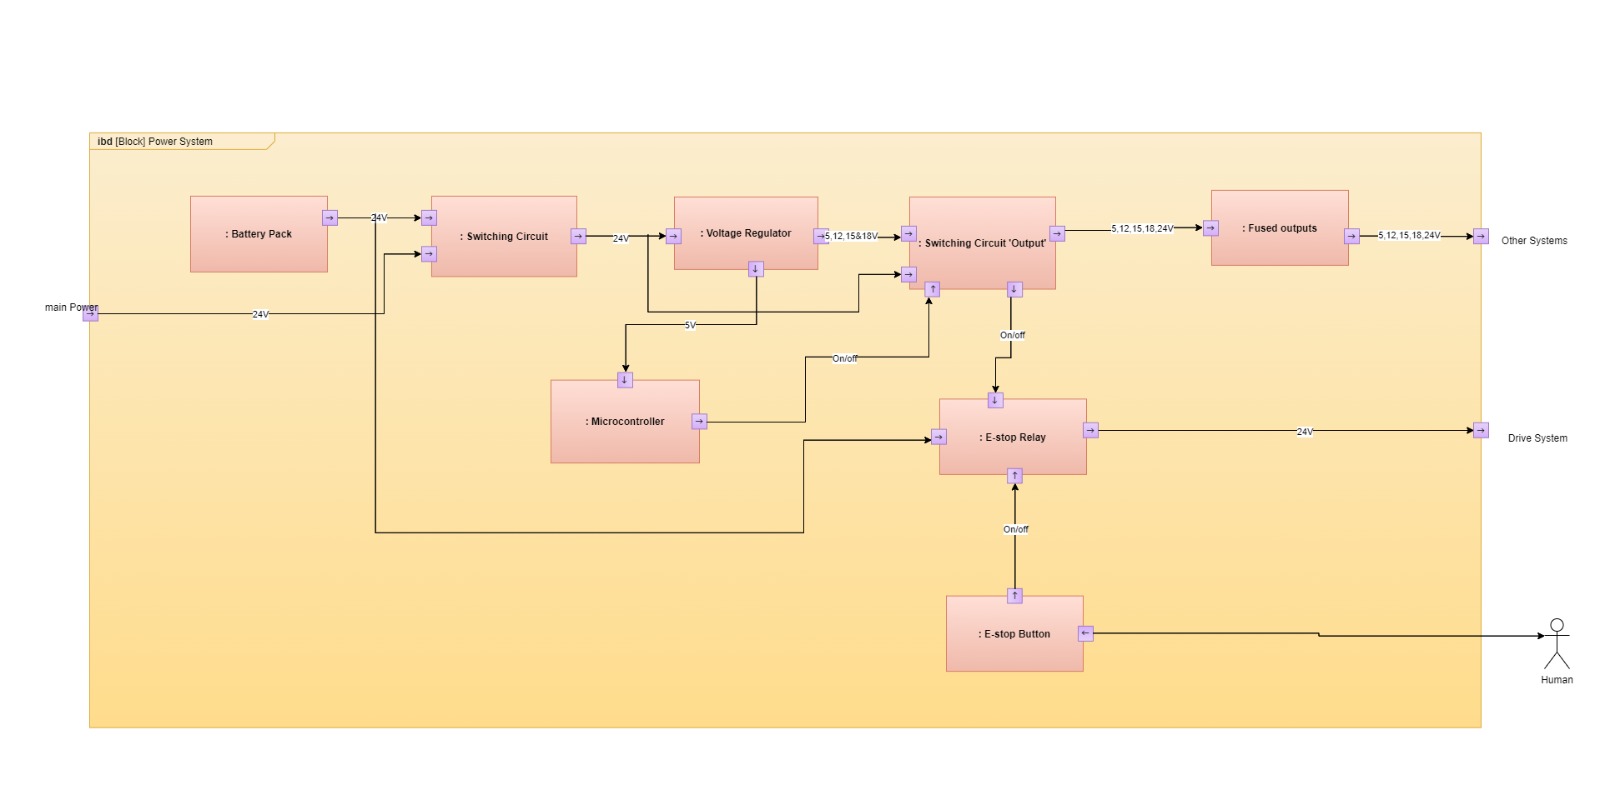 ibd [Block] Power System
: Battery Pack
24V
: Switching Circuit
24V
: Voltage Regulator
5,12,15&18V
: Switching Circuit 'Output'
5,12,15,18,24V
: Fused outputs
5,12,15,18,24V
Other Systems
main Power
24V
5V
On/off
On/off
: Microcontroller
: E-stop Relay
24V
Drive System
On/off
: E-stop Button
Human